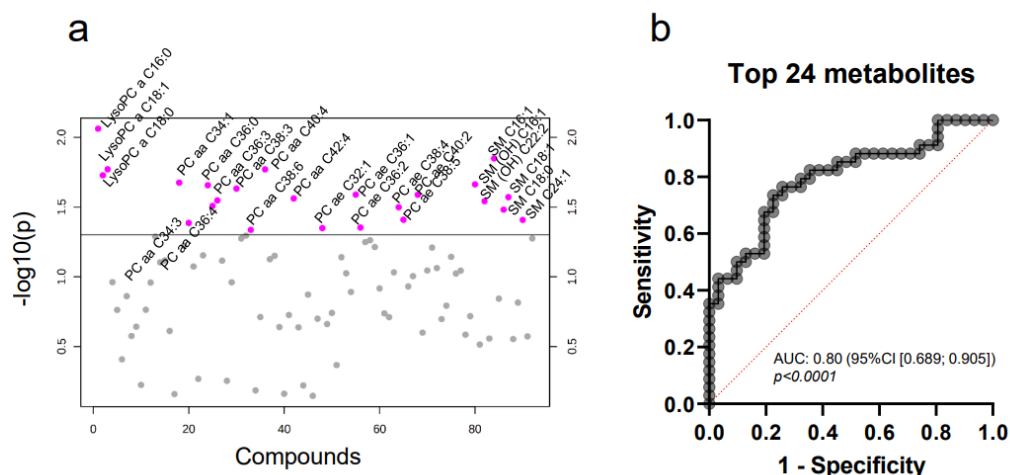 a
LysoPC a C16:0
LysoPC a C18:1
LysoPC a C18:0
PC aa C34:1
PC aa C36:0
PC aa C36:3
PC aa C38:3
PC aa C40:4
PC aa C38:6
PC aa C42:4
PC aa C34:3
PC aa C36:4
PC ae C32:1
PC ae C36:1
PC ae C36:2
PC ae C38:4
PC ae C40:2
PC ae C38:5
SM C16:1
SM (OH) C16:1
SM (OH) C22:2
SM C18:1
SM C18:0
SM C24:1
-log10(p)
2.0
1.5
1.0
0.5
2.0
1.5
1.0
0.5
0 20 40 60 80
Compounds
b
Top 24 metabolites
Sensitivity
1.0
0.8
0.6
0.4
0.2
0.0
AUC: 0.80 (95%CI [0.689; 0.905])
p<0.0001
0.0 0.2 0.4 0.6 0.8 1.0
1 - Specificity